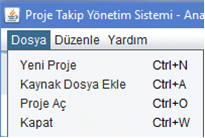 Proje Takip Yönetim Sistemi - Ana
Dosya Düzenle Yardım
Yeni Proje Ctrl+N
Kaynak Dosya Ekle Ctrl+A
Proje Aç Ctrl+O
Kapat Ctrl+W